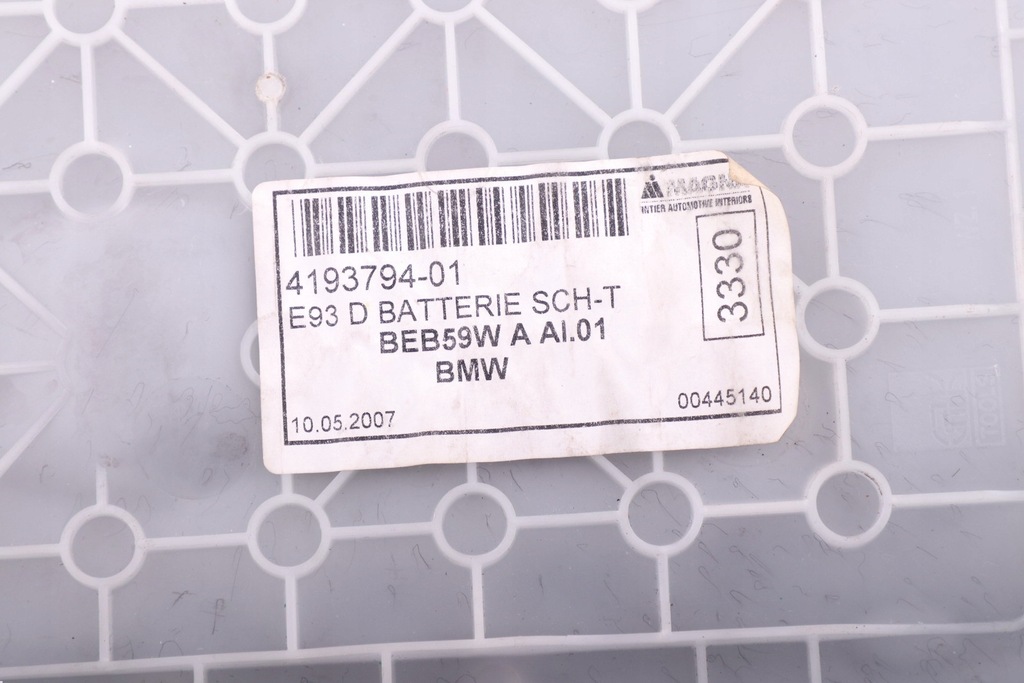 MAGNA
INTIER AUTOMOTIVE INTERIORS
4193794-01
E93 D BATTERIE SCH-T
BEB59W A AI.01
BMW
3330
10.05.2007
00445140